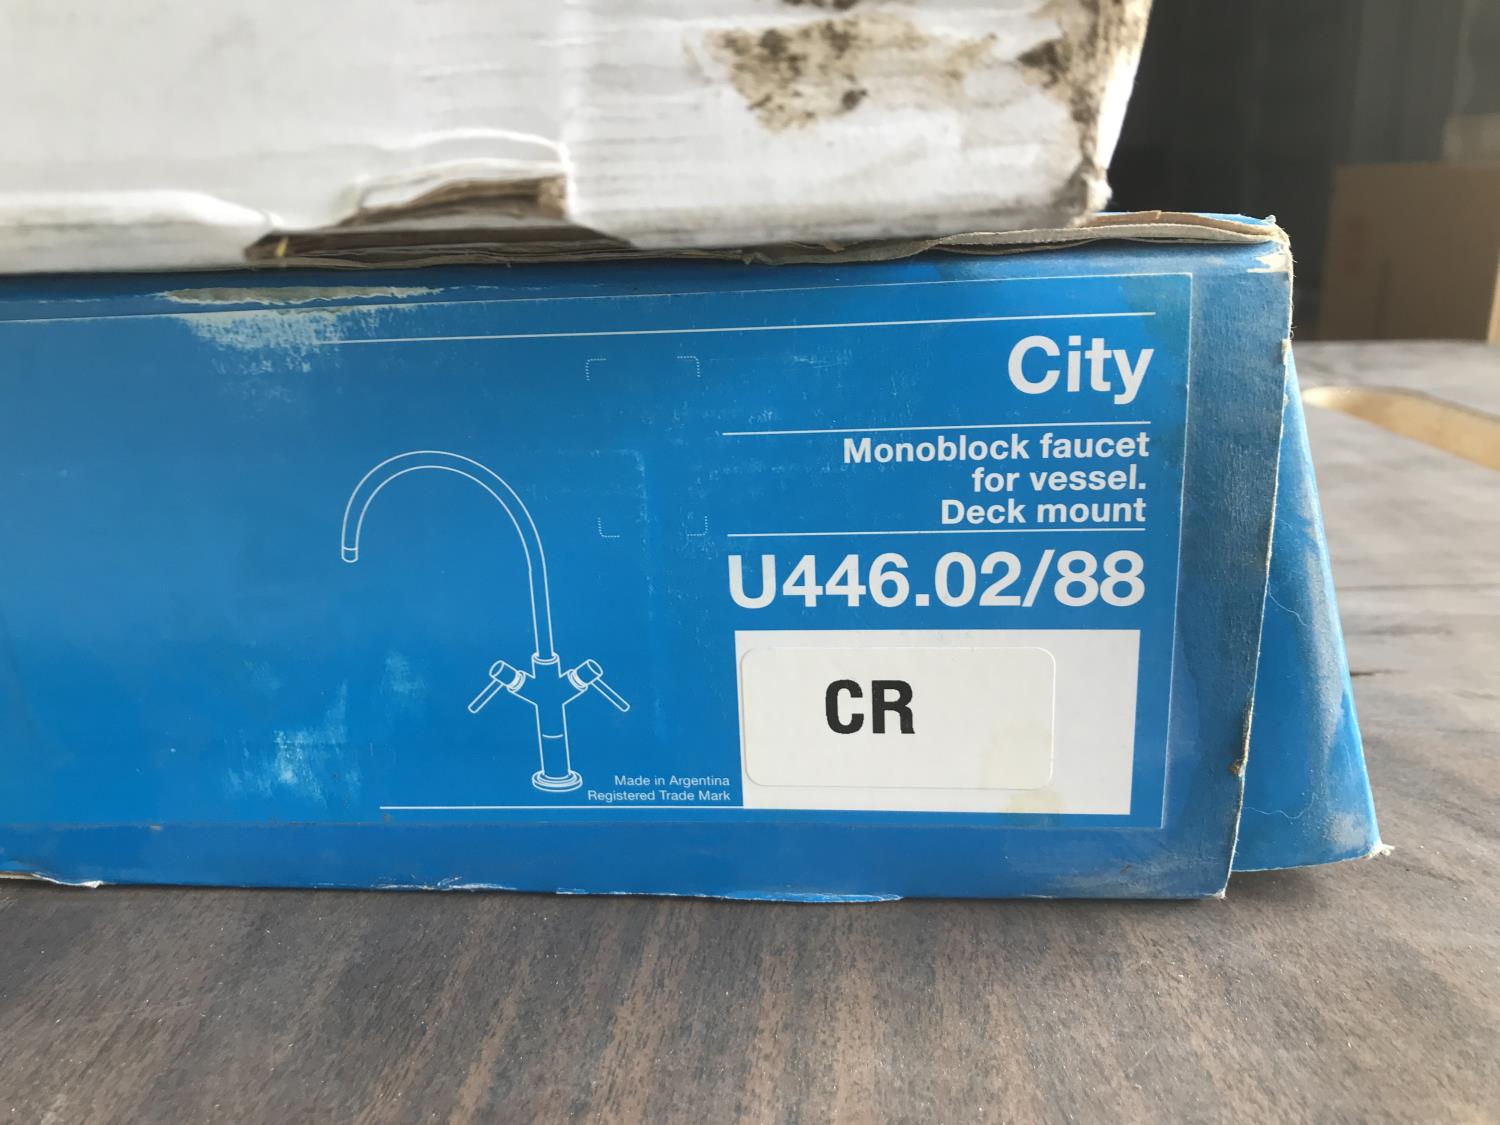 City
Monoblock faucet
for vessel.
Deck mount
U446.02/88
CR
Made in Argentina
Registered Trade Mark